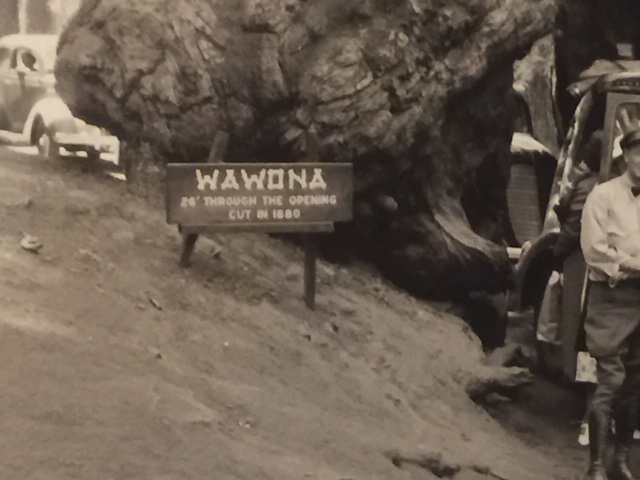 WAWONA
26' THROUGH THE OPENING
CUT IN 1880